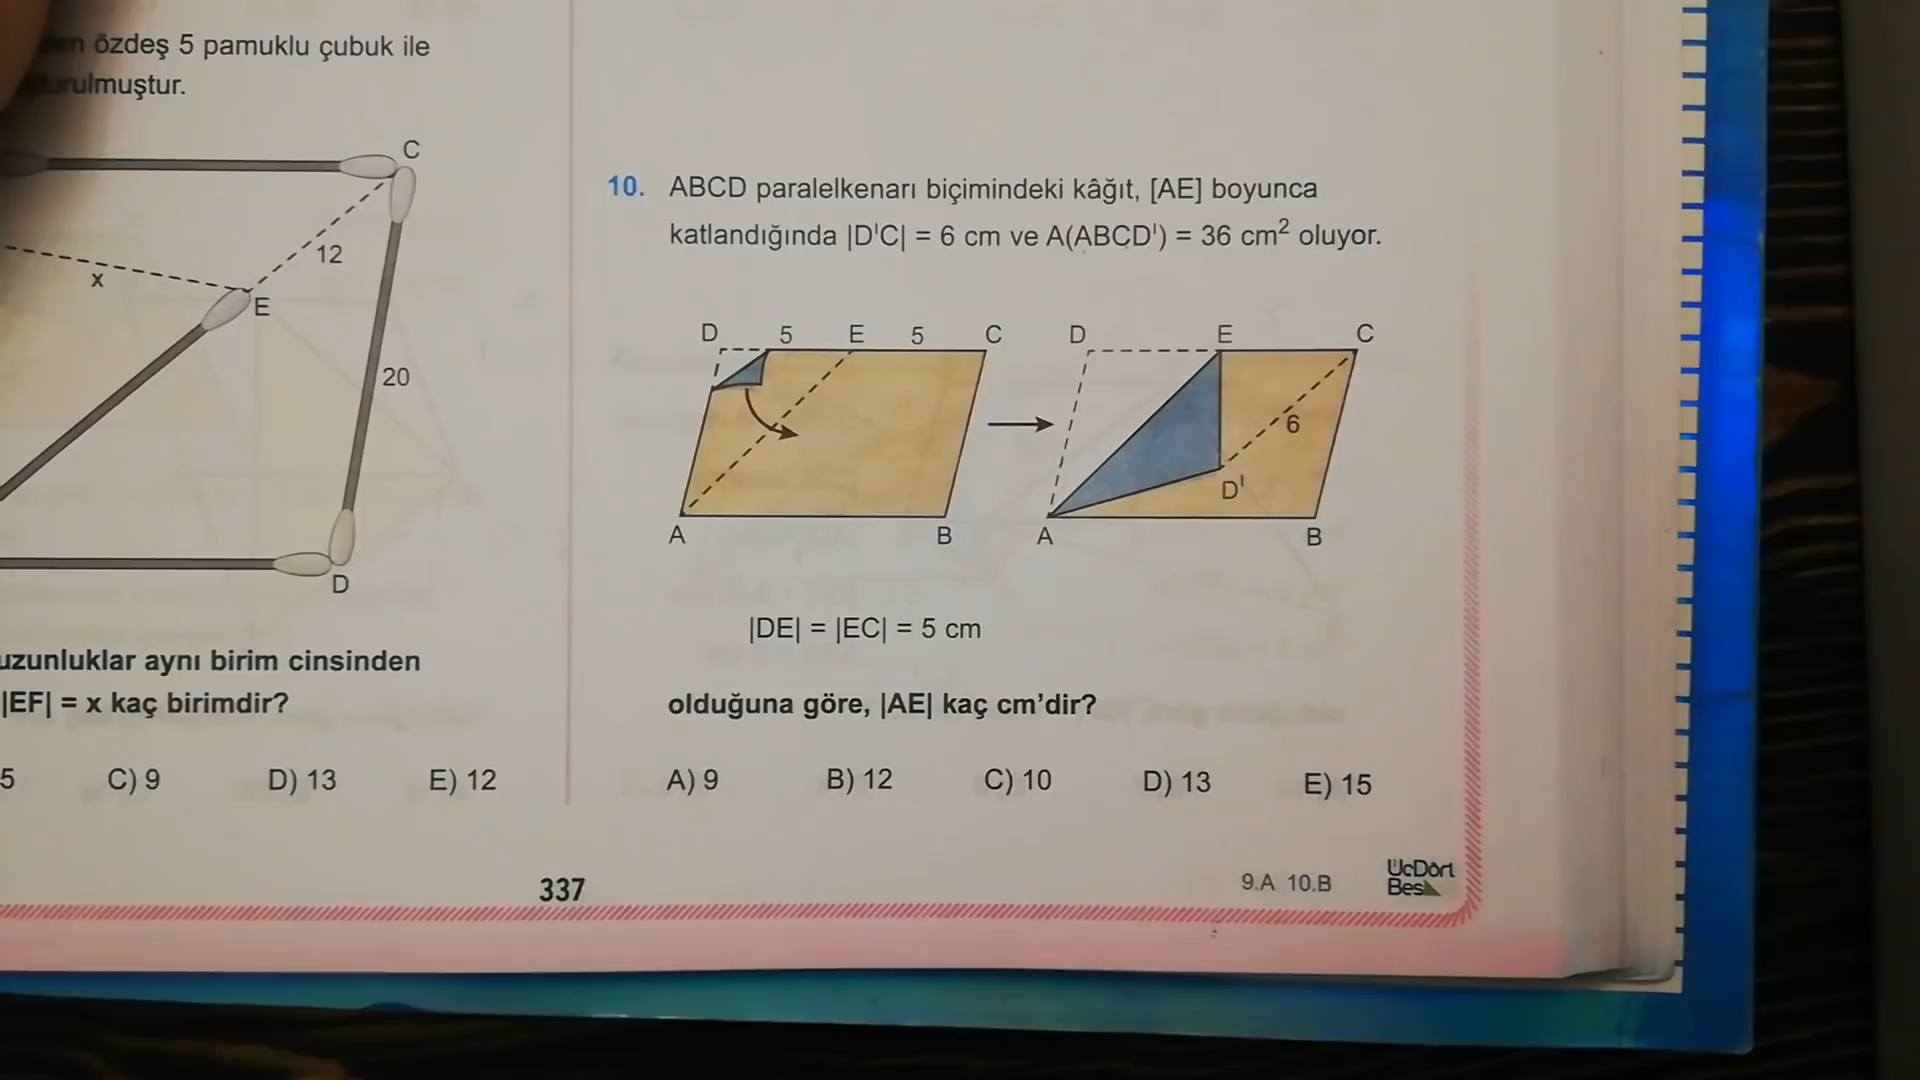 özdeş 5 pamuklu çubuk ile
C
12
x
E
20
D
uzunluklar aynı birim cinsinden
|EF| = x kaç birimdir?
5 C) 9 D) 13 E) 12
10. ABCD paralelkenarı biçimindeki kâğıt, [AE] boyunca
katlandığında |D'C| = 6 cm ve A(ABCD') = 36 cm² oluyor.
D 5 E 5 C
A B
D E C
6
D'
A B
|DE| = |EC| = 5 cm
olduğuna göre, |AE| kaç cm'dir?
A) 9 B) 12 C) 10 D) 13 E) 15
337
9.A 10.B
ÜçDört
Beş